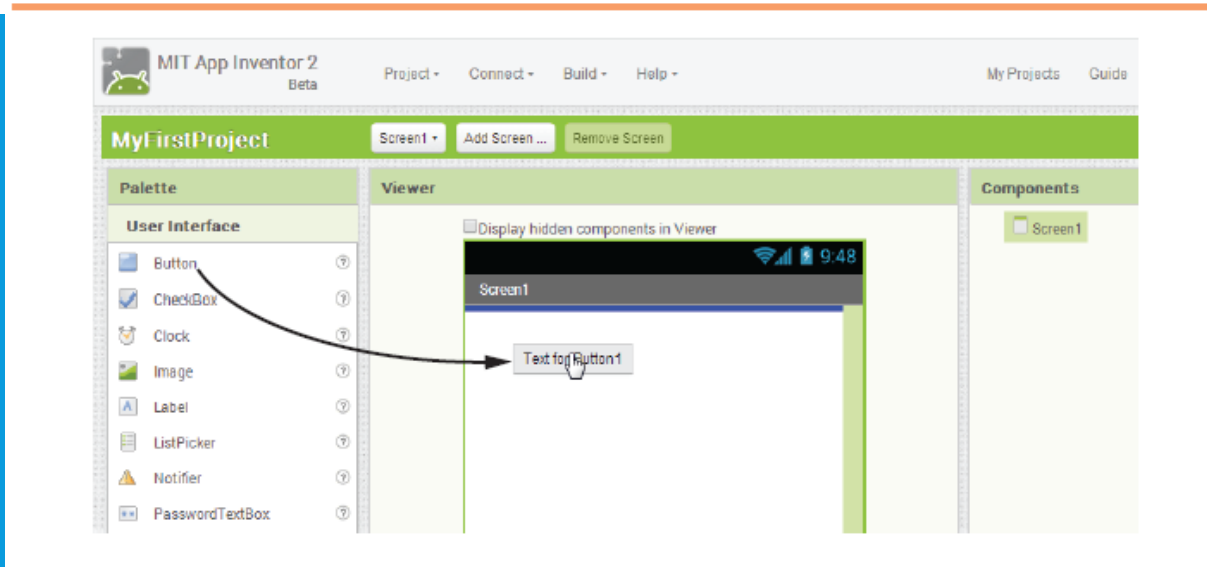 MIT App Inventor 2
Beta
Project Connect Build Help My Projects Guide
MyFirstProject Screen1 Add Screen ... Remove Screen
Palette Viewer Components
User Interface
Display hidden components in Viewer
Screen1
9:48
Screen1
Button ?
CheckBox ?
Clock ?
Image ?
A Label ?
ListPicker ?
Notifier ?
PasswordTextBox ?
Text for Button1